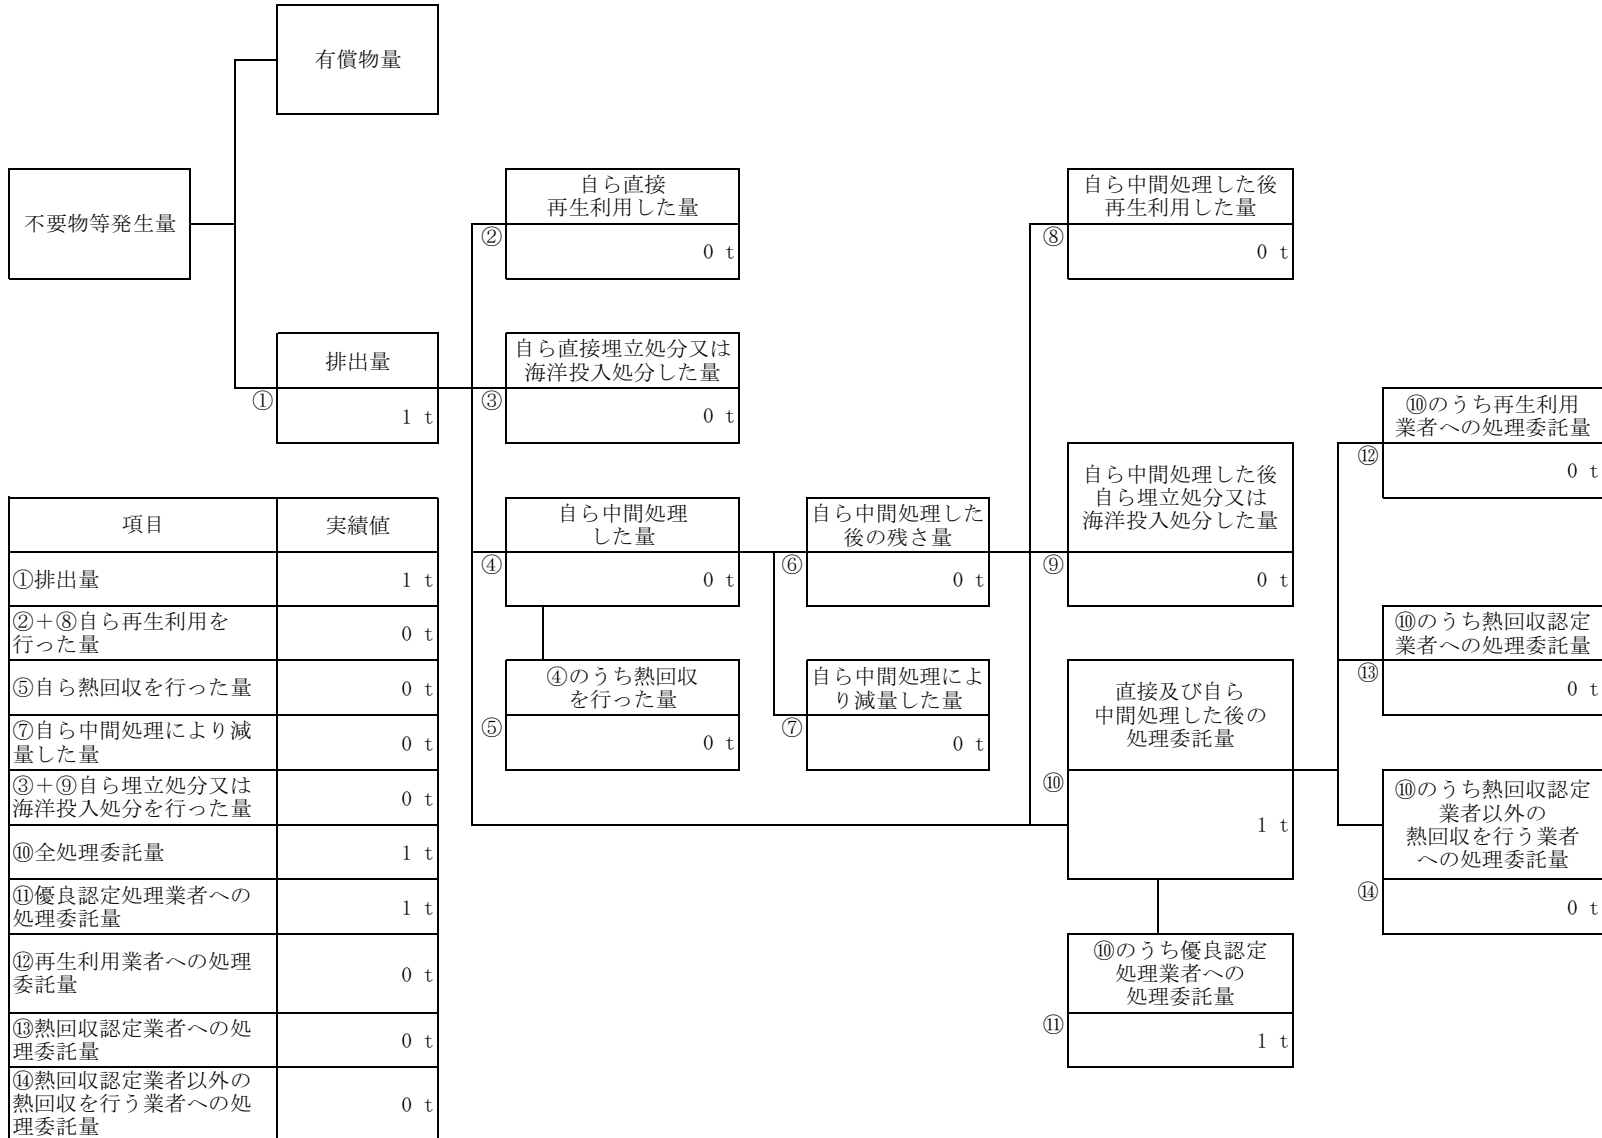 有償物量
不要物等発生量
自ら直接
再生利用した量
②
0 t
自ら中間処理した後
再生利用した量
⑧
0 t
排出量
①
1 t
自ら直接埋立処分又は
海洋投入処分した量
③
0 t
⑩のうち再生利用
業者への処理委託量
⑫
0 t
自ら中間処理
した量
④
0 t
自ら中間処理した
後の残さ量
⑥
0 t
自ら中間処理した後
自ら埋立処分又は
海洋投入処分した量
⑨
0 t
⑩のうち熱回収認定
業者への処理委託量
⑬
0 t
④のうち熱回収
を行った量
⑤
0 t
自ら中間処理によ
り減量した量
⑦
0 t
直接及び自ら
中間処理した後の
処理委託量
⑩
1 t
⑩のうち熱回収認定
業者以外の
熱回収を行う業者
への処理委託量
⑭
0 t
⑩のうち優良認定
処理業者への
処理委託量
⑪
1 t
項目 実績値
①排出量 1 t
②+⑧自ら再生利用を
行った量 0 t
⑤自ら熱回収を行った量 0 t
⑦自ら中間処理により減
量した量 0 t
③+⑨自ら埋立処分又は
海洋投入処分を行った量 0 t
⑩全処理委託量 1 t
⑪優良認定処理業者への
処理委託量 1 t
⑫再生利用業者への処理
委託量 0 t
⑬熱回収認定業者への処
理委託量 0 t
⑭熱回収認定業者以外の
熱回収を行う業者への処
理委託量 0 t